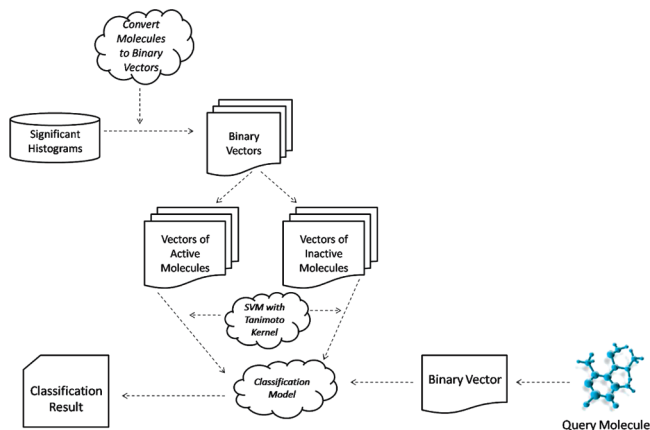 Convert
Molecules
to Binary
Vectors
Significant
Histograms
Binary
Vectors
Vectors of
Active
Molecules
Vectors of
Inactive
Molecules
SVM with
Tanimoto
Kernel
Classification
Result
Classification
Model
Binary Vector
Query Molecule